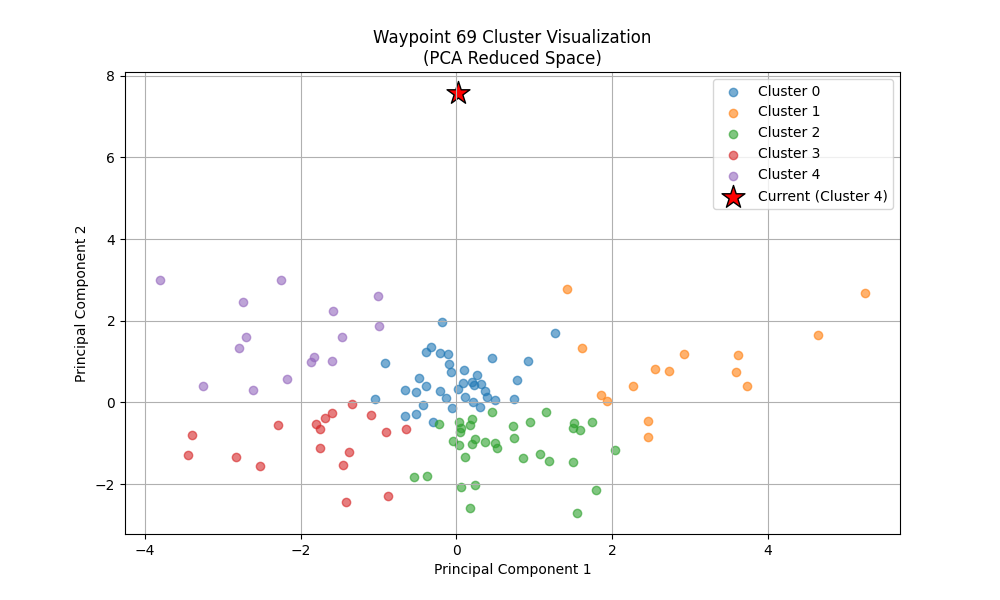 Waypoint 69 Cluster Visualization
(PCA Reduced Space)
Principal Component 2
8
6
4
2
0
−2
Cluster 0
Cluster 1
Cluster 2
Cluster 3
Cluster 4
Current (Cluster 4)
−4
−2
0
2
4
Principal Component 1